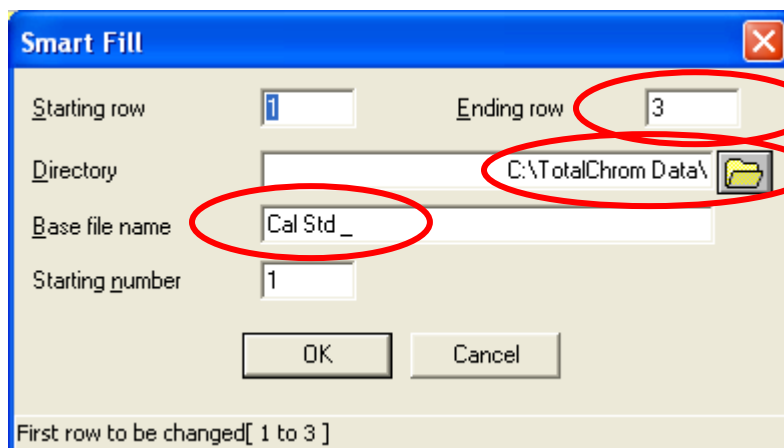 Smart Fill
Starting row 1 Ending row 3
Directory C:\TotalChrom Data\
Base file name Cal Std _
Starting number 1
OK Cancel
First row to be changed[ 1 to 3 ]